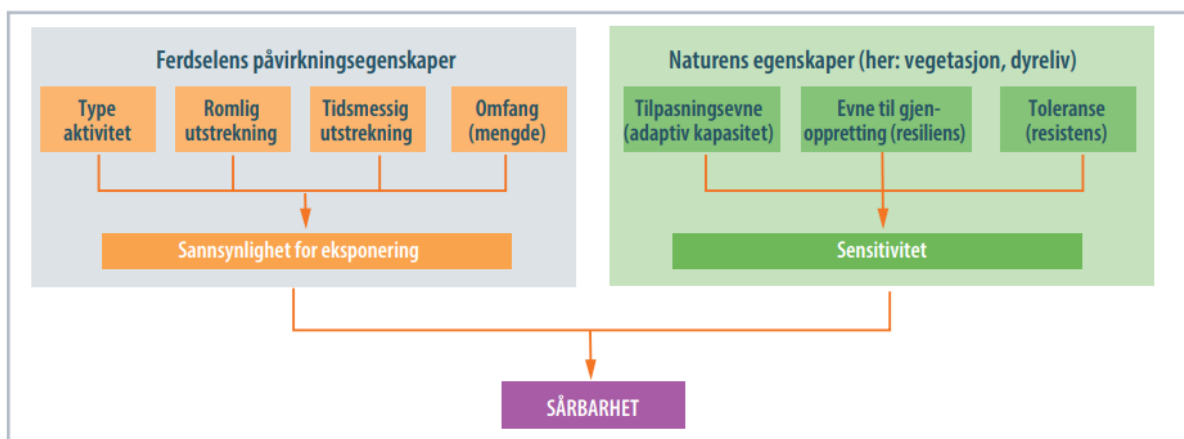 Ferdselens påvirkningsegenskaper
Type
aktivitet
Romlig
utstrekning
Tidsmessig
utstrekning
Omfang
(mengde)
Sannsynlighet for eksponering
Naturens egenskaper (her: vegetasjon, dyreliv)
Tilpasningsevne
(adaptiv kapasitet)
Evne til gjen-
oppretting (resiliens)
Toleranse
(resistens)
Sensitivitet
SÅRBARHET